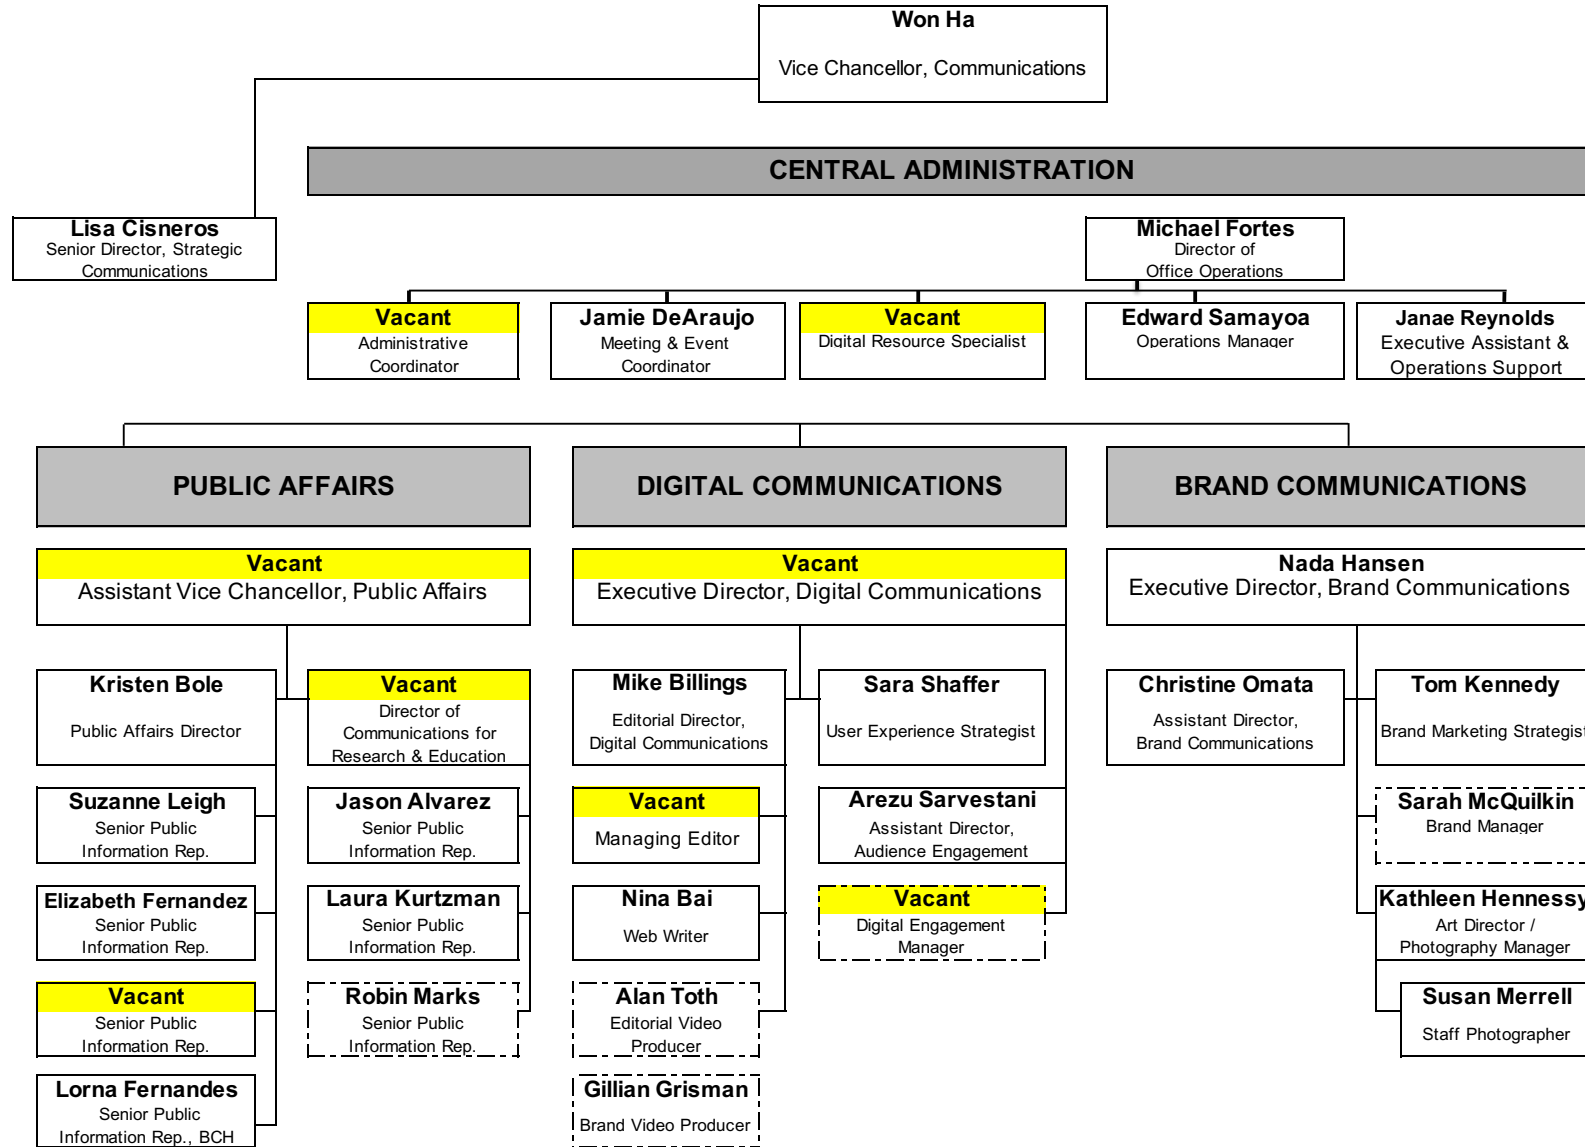 Won Ha
Vice Chancellor, Communications
CENTRAL ADMINISTRATION
Lisa Cisneros
Senior Director, Strategic
Communications
Michael Fortes
Director of
Office Operations
Vacant
Administrative
Coordinator
Jamie DeAraujo
Meeting & Event
Coordinator
Vacant
Digital Resource Specialist
Edward Samayoa
Operations Manager
Janae Reynolds
Executive Assistant &
Operations Support
PUBLIC AFFAIRS
Vacant
Assistant Vice Chancellor, Public Affairs
Kristen Bole
Public Affairs Director
Suzanne Leigh
Senior Public
Information Rep.
Elizabeth Fernandez
Senior Public
Information Rep.
Vacant
Senior Public
Information Rep.
Lorna Fernandes
Senior Public
Information Rep., BCH
Vacant
Director of
Communications for
Research & Education
Jason Alvarez
Senior Public
Information Rep.
Laura Kurtzman
Senior Public
Information Rep.
Robin Marks
Senior Public
Information Rep.
DIGITAL COMMUNICATIONS
Vacant
Executive Director, Digital Communications
Mike Billings
Editorial Director,
Digital Communications
Vacant
Managing Editor
Nina Bai
Web Writer
Alan Toth
Editorial Video
Producer
Gillian Grisman
Brand Video Producer
Sara Shaffer
User Experience Strategist
Arezu Sarvestani
Assistant Director,
Audience Engagement
Vacant
Digital Engagement
Manager
BRAND COMMUNICATIONS
Nada Hansen
Executive Director, Brand Communications
Christine Omata
Assistant Director,
Brand Communications
Tom Kennedy
Brand Marketing Strategist
Sarah McQuilkin
Brand Manager
Kathleen Hennessy
Art Director /
Photography Manager
Susan Merrell
Staff Photographer